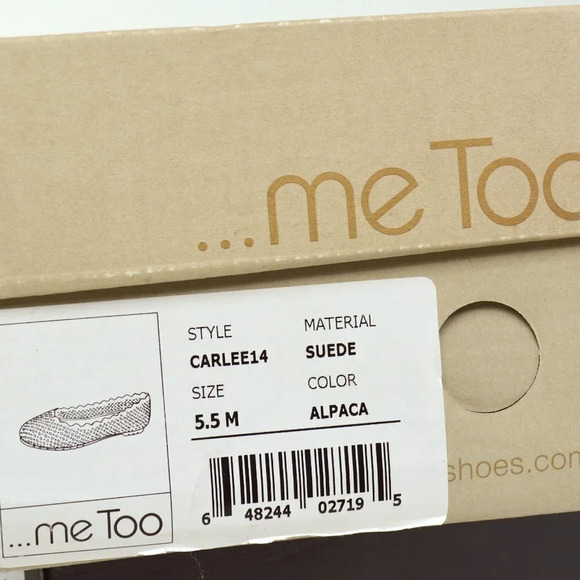 ...me Too
STYLE MATERIAL
CARLEE14 SUEDE
SIZE COLOR
5.5 M ALPACA
6 48244 02719 5
...me Too
shoes.com